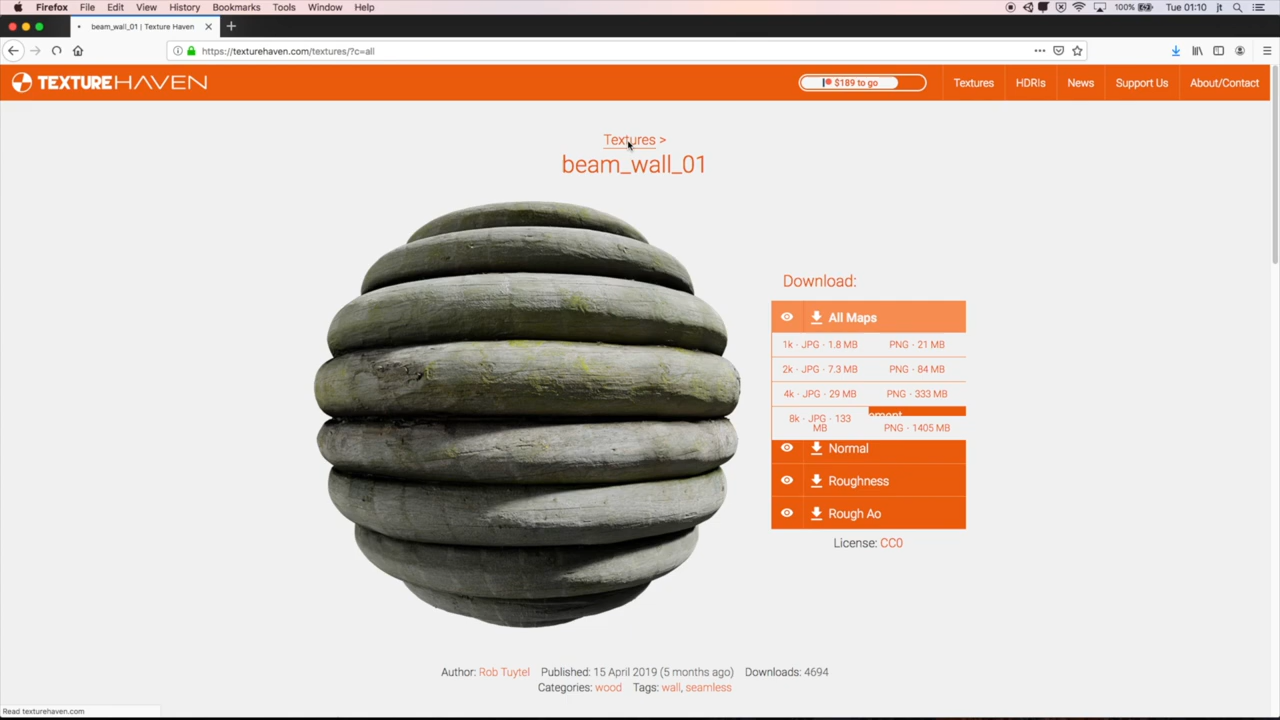 Firefox File Edit View History Bookmarks Tools Window Help 100% Tue 01:10 jt
beam_wall_01 | Texture Haven
https://texturehaven.com/textures/?c=all
TEXTUREHAVEN $189 to go Textures HDRIs News Support Us About/Contact
Textures >
beam_wall_01
Download:
All Maps
1k · JPG · 1.8 MB PNG · 21 MB
2k · JPG · 7.3 MB PNG · 84 MB
4k · JPG · 29 MB PNG · 333 MB
8k · JPG · 133 MB PNG · 1405 MB
Normal
Roughness
Rough Ao
License: CC0
Author: Rob Tuytel Published: 15 April 2019 (5 months ago) Downloads: 4694
Categories: wood Tags: wall, seamless
Read texturehaven.com